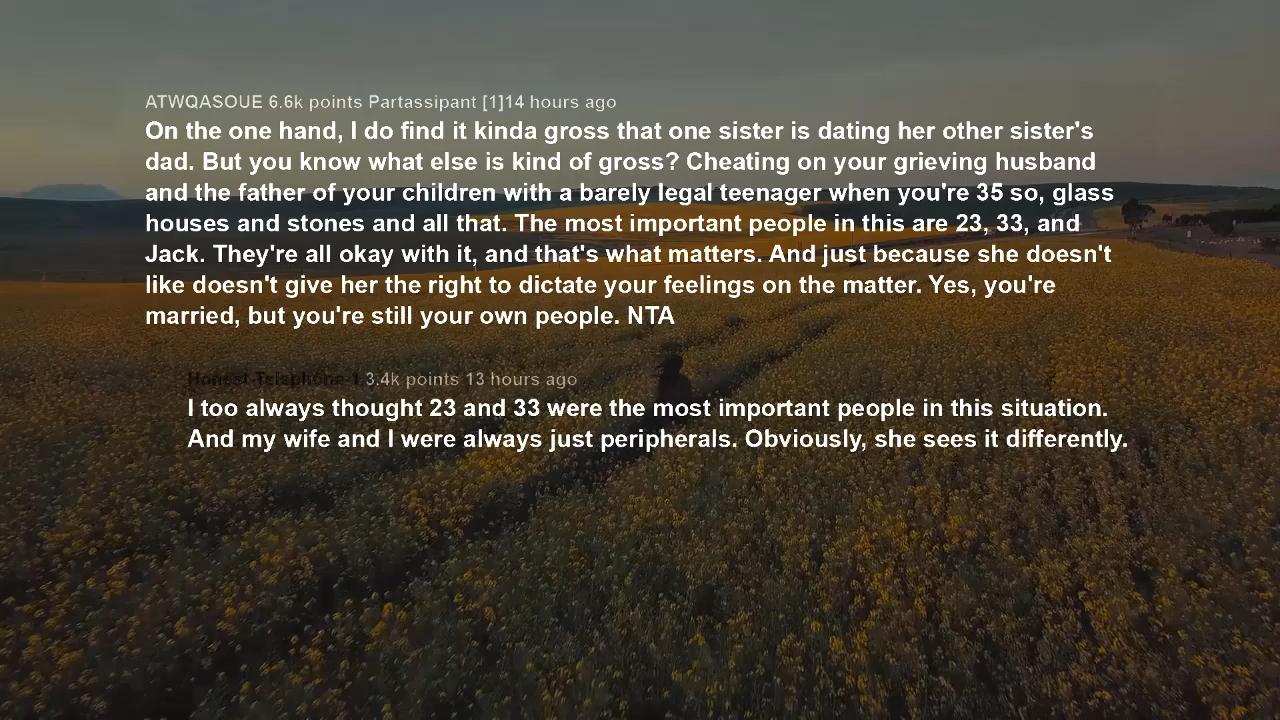 ATWQASOUE 6.6k points Partassipant [1]14 hours ago
On the one hand, I do find it kinda gross that one sister is dating her other sister's
dad. But you know what else is kind of gross? Cheating on your grieving husband
and the father of your children with a barely legal teenager when you're 35 so, glass
houses and stones and all that. The most important people in this are 23, 33, and
Jack. They're all okay with it, and that's what matters. And just because she doesn't
like doesn't give her the right to dictate your feelings on the matter. Yes, you're
married, but you're still your own people. NTA
Honest-Telephone-1 3.4k points 13 hours ago
I too always thought 23 and 33 were the most important people in this situation.
And my wife and I were always just peripherals. Obviously, she sees it differently.